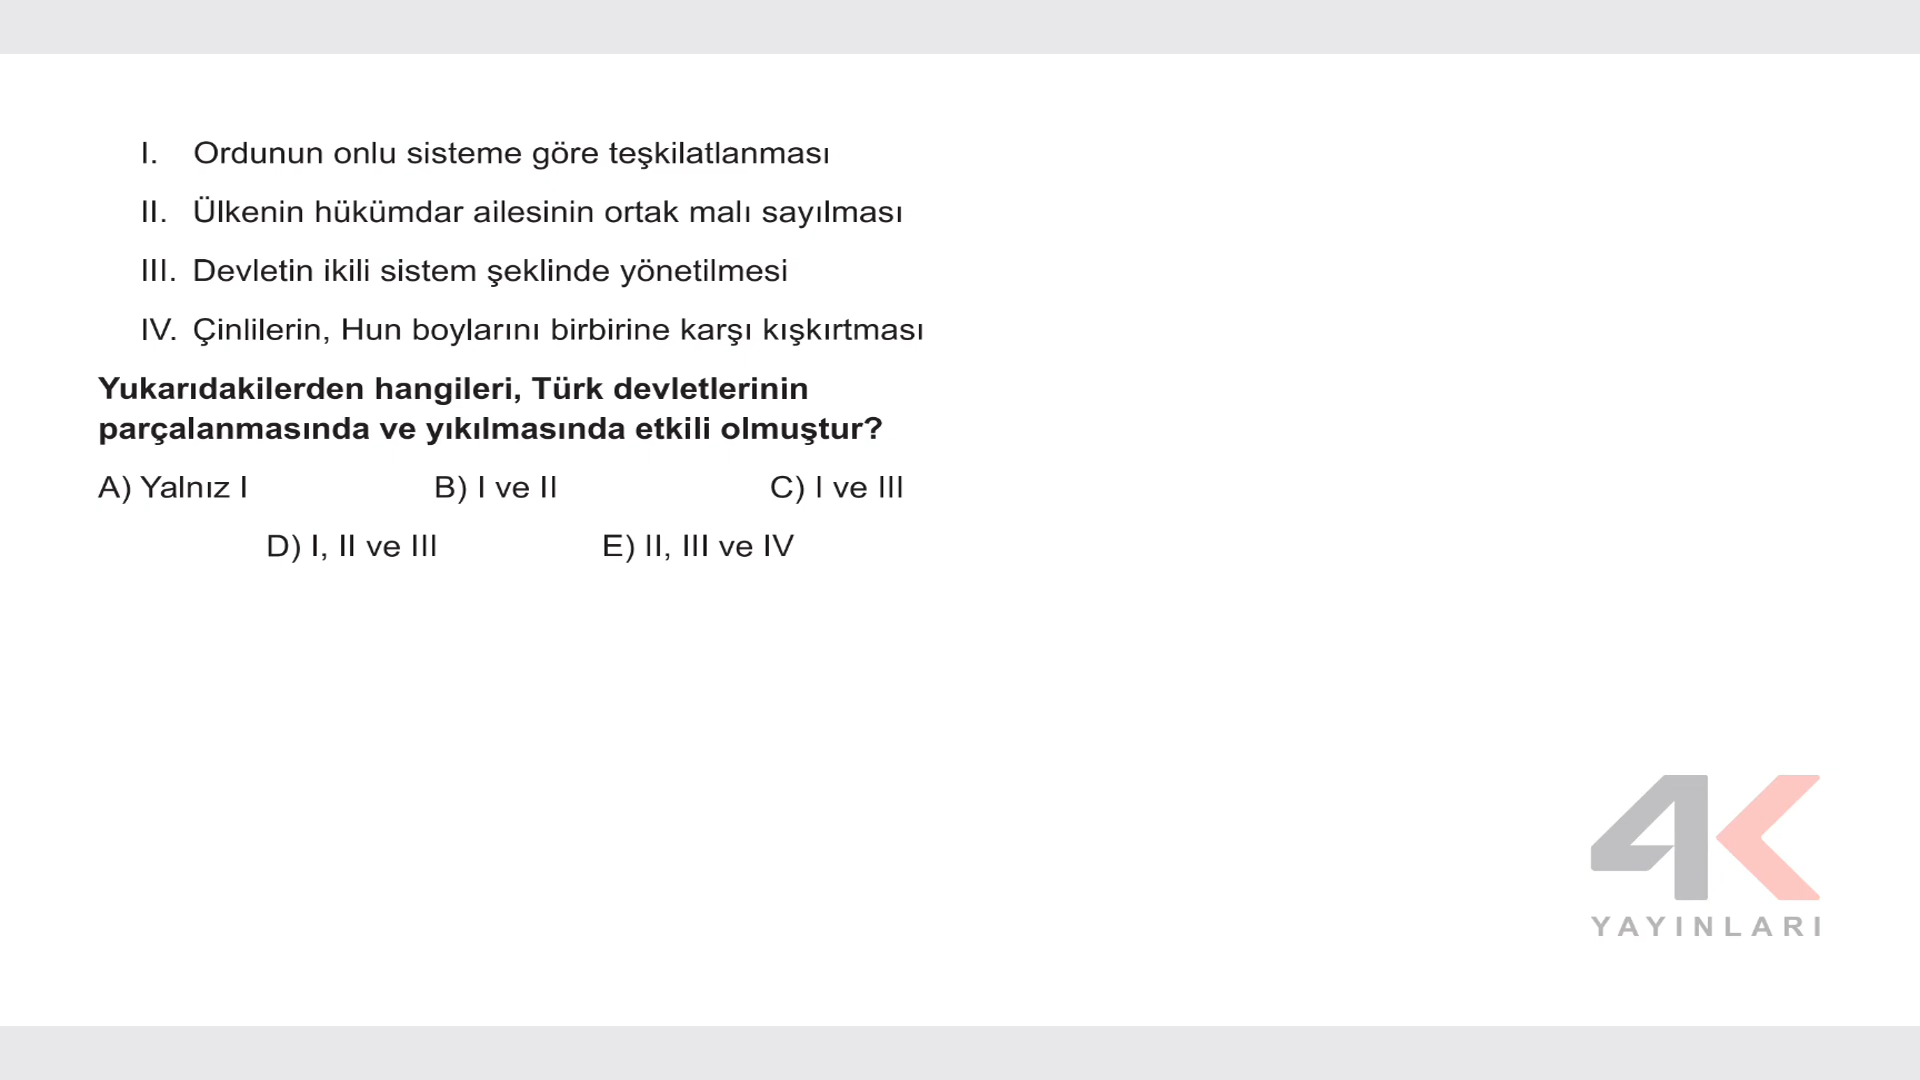 I. Ordunun onlu sisteme göre teşkilatlanması
II. Ülkenin hükümdar ailesinin ortak malı sayılması
III. Devletin ikili sistem şeklinde yönetilmesi
IV. Çinlilerin, Hun boylarını birbirine karşı kışkırtması
Yukarıdakilerden hangileri, Türk devletlerinin
parçalanmasında ve yıkılmasında etkili olmuştur?
A) Yalnız I B) I ve II C) I ve III
D) I, II ve III E) II, III ve IV
4K
YAYINLARI